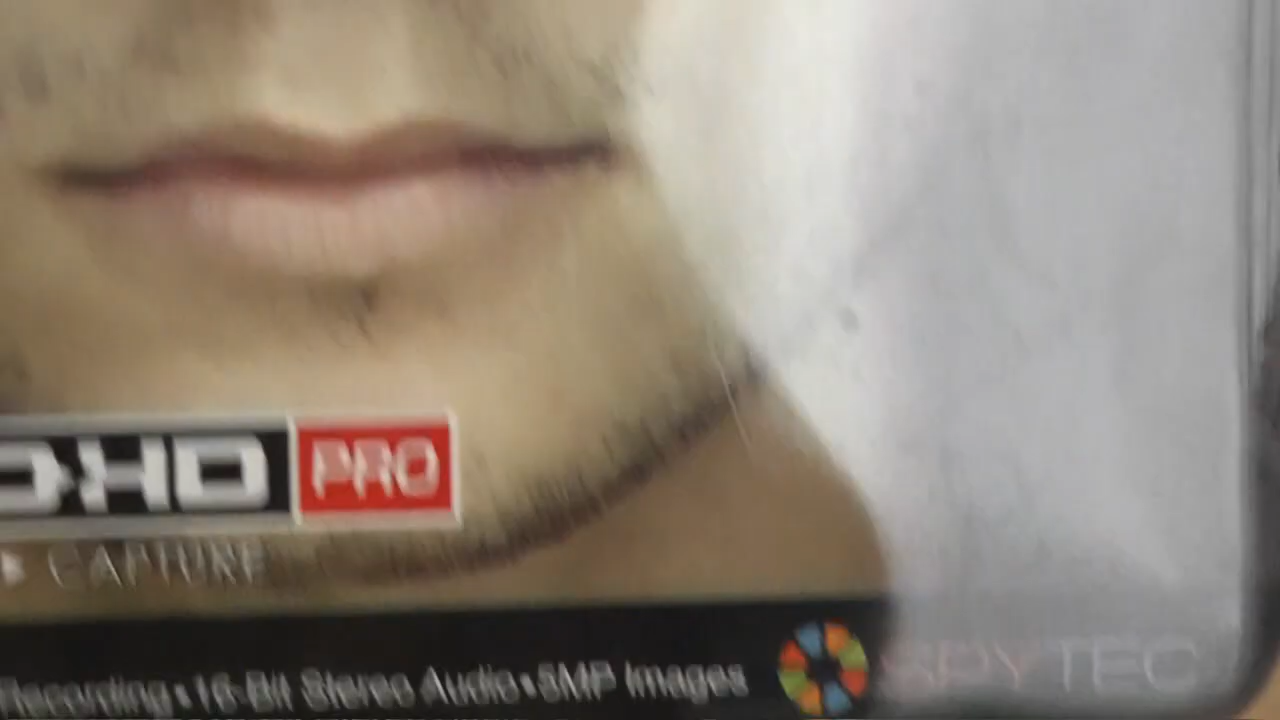 HD PRO
CAPTURE
Recording • 16-Bit Stereo Audio • 5MP Images
SPYTEC